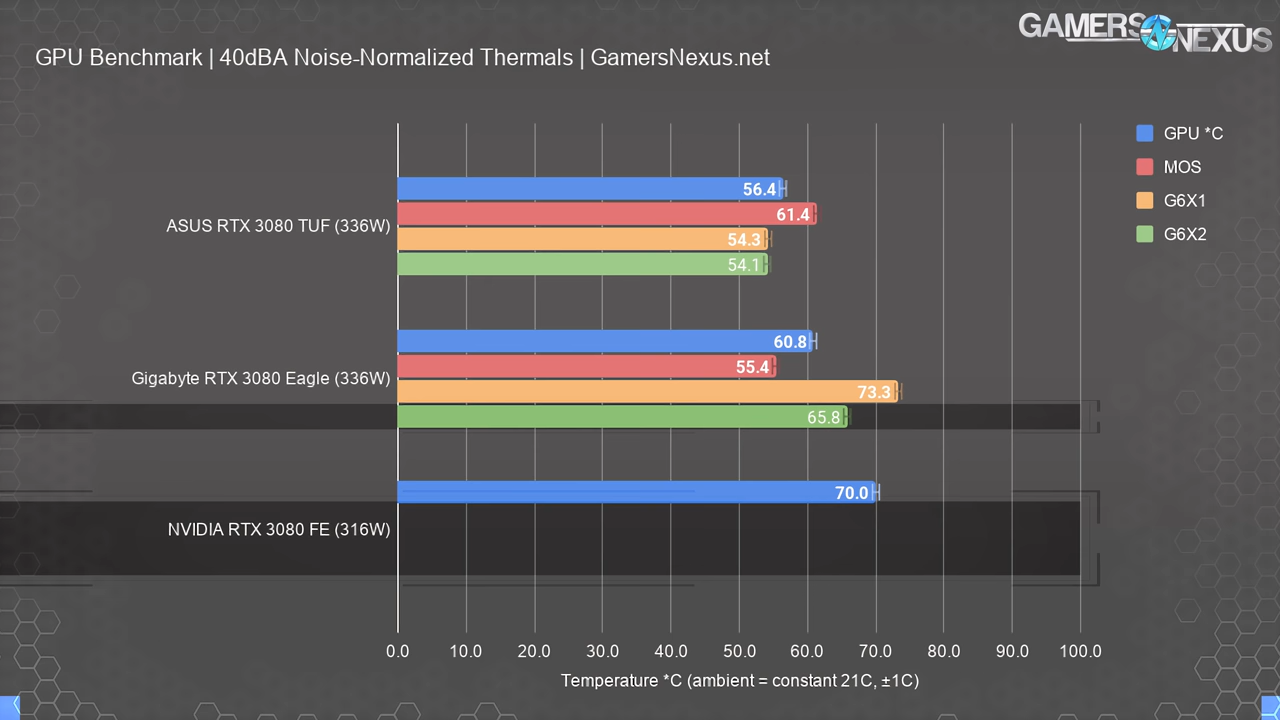 GAMERS NEXUS
GPU Benchmark | 40dBA Noise-Normalized Thermals | GamersNexus.net
GPU *C
MOS
G6X1
G6X2
ASUS RTX 3080 TUF (336W)
56.4
61.4
54.3
54.1
Gigabyte RTX 3080 Eagle (336W)
60.8
55.4
73.3
65.8
NVIDIA RTX 3080 FE (316W)
70.0
0.0 10.0 20.0 30.0 40.0 50.0 60.0 70.0 80.0 90.0 100.0
Temperature *C (ambient = constant 21C, ±1C)